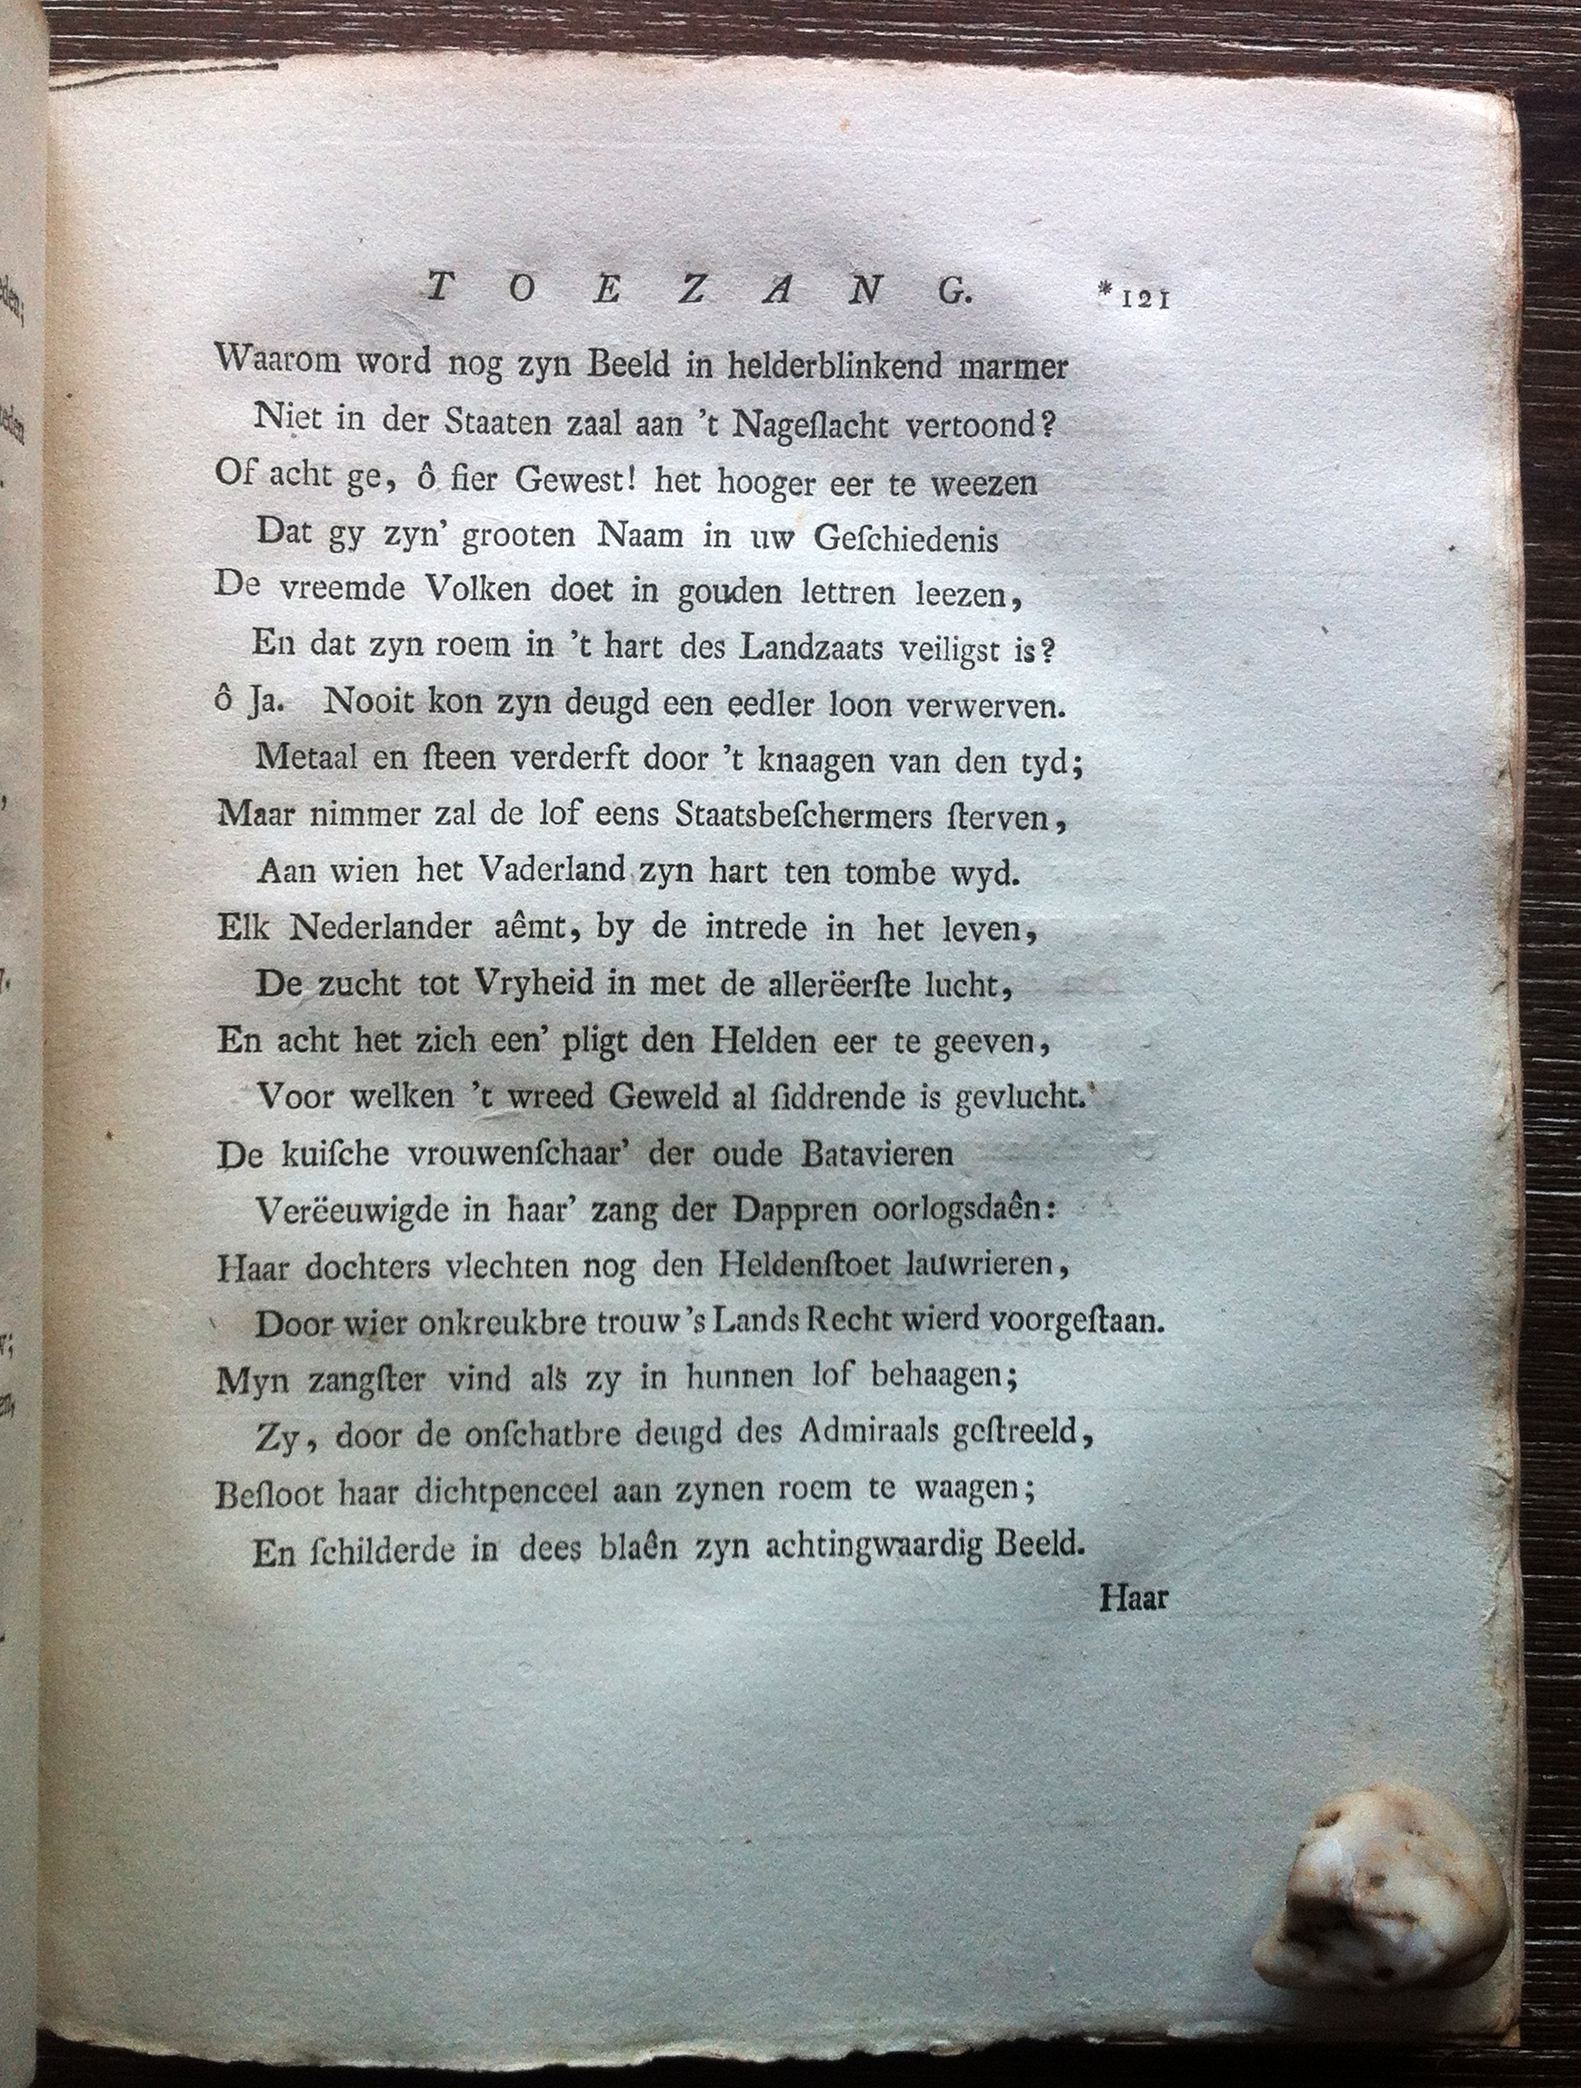 T O E Z A N G. *121
Waarom word nog zyn Beeld in helderblinkend marmer
Niet in der Staaten zaal aan 't Nageſlacht vertoond?
Of acht ge, ô fier Gewest! het hooger eer te weezen
Dat gy zyn' grooten Naam in uw Geſchiedenis
De vreemde Volken doet in gouden lettren leezen,
En dat zyn roem in 't hart des Landzaats veiligst is?
ô Ja. Nooit kon zyn deugd een eedler loon verwerven.
Metaal en ſteen verderft door 't knaagen van den tyd;
Maar nimmer zal de lof eens Staatsbeſchermers ſterven,
Aan wien het Vaderland zyn hart ten tombe wyd.
Elk Nederlander aêmt, by de intrede in het leven,
De zucht tot Vryheid in met de allerëerſte lucht,
En acht het zich een' pligt den Helden eer te geeven,
Voor welken 't wreed Geweld al ſiddrende is gevlucht.
De kuiſche vrouwenſchaar' der oude Batavieren
Verëeuwigde in haar' zang der Dappren oorlogsdaên:
Haar dochters vlechten nog den Heldenſtoet lauwrieren,
Door wier onkreukbre trouw 's Lands Recht wierd voorgeſtaan.
Myn zangſter vind als zy in hunnen lof behaagen;
Zy, door de onſchatbre deugd des Admiraals geſtreeld,
Beſloot haar dichtpenceel aan zynen roem te waagen;
En ſchilderde in dees blaên zyn achtingwaardig Beeld.
Haar